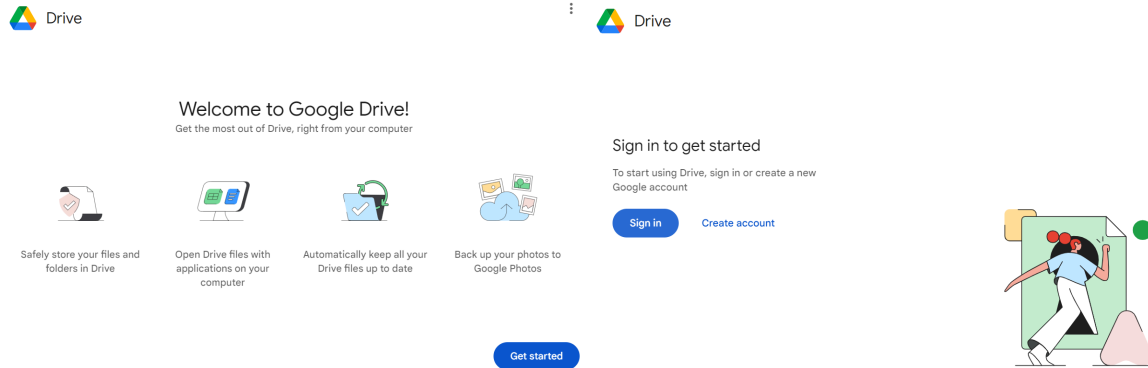 Drive
Welcome to Google Drive!
Get the most out of Drive, right from your computer
Safely store your files and
folders in Drive
Open Drive files with
applications on your
computer
Automatically keep all your
Drive files up to date
Back up your photos to
Google Photos
Get started
Drive
Sign in to get started
To start using Drive, sign in or create a new
Google account
Sign in
Create account